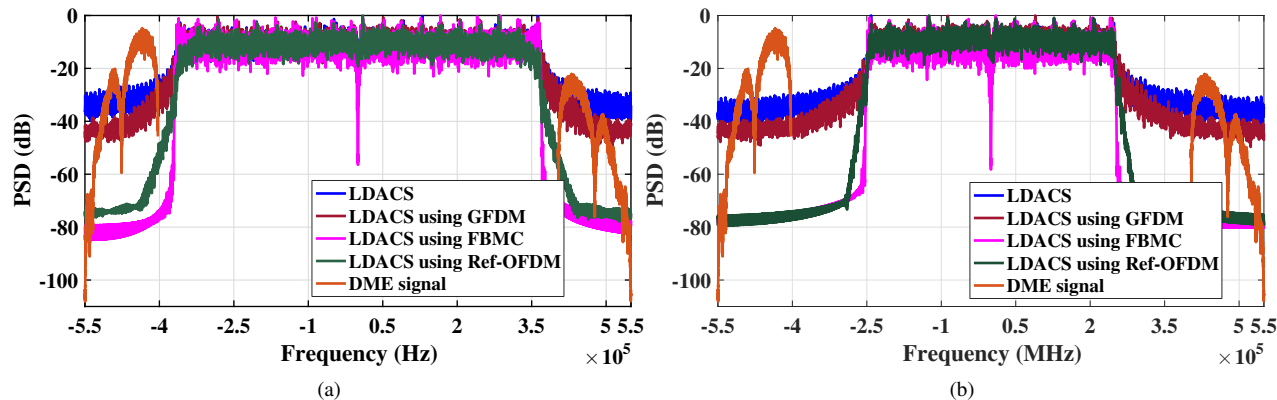 0
-20
-40
-60
-80
-100
PSD (dB)
-5.5 -4 -2.5 -1 0.5 2 3.5 5 5.5
Frequency (Hz)
× 10^5
LDACS
LDACS using GFDM
LDACS using FBMC
LDACS using Ref-OFDM
DME signal
(a)
0
-20
-40
-60
-80
-100
PSD (dB)
-5.5 -4 -2.5 -1 0.5 2 3.5 5 5.5
Frequency (MHz)
× 10^5
LDACS
LDACS using GFDM
LDACS using FBMC
LDACS using Ref-OFDM
DME signal
(b)